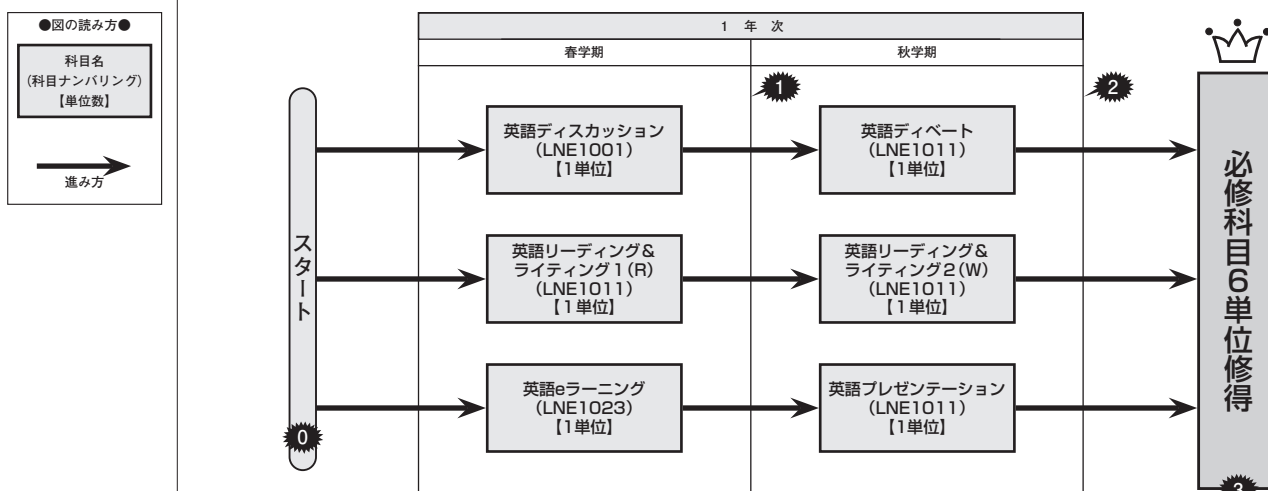 ●図の読み方●
科目名
(科目ナンバリング)
【単位数】
進み方
1 年 次
春学期
秋学期
1
2
スタート
0
英語ディスカッション
(LNE1001)
【1単位】
英語ディベート
(LNE1011)
【1単位】
英語リーディング&
ライティング1(R)
(LNE1011)
【1単位】
英語リーディング&
ライティング2(W)
(LNE1011)
【1単位】
英語eラーニング
(LNE1023)
【1単位】
英語プレゼンテーション
(LNE1011)
【1単位】
必修科目6単位修得
3